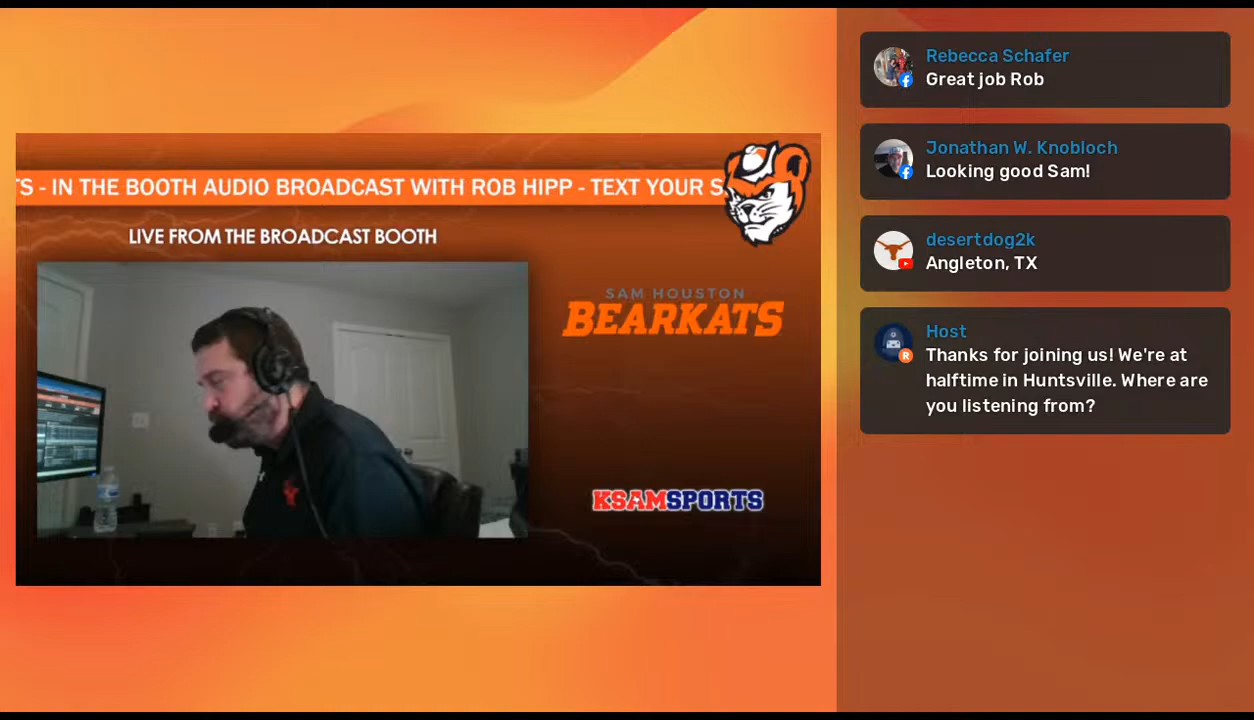 TS - IN THE BOOTH AUDIO BROADCAST WITH ROB HIPP - TEXT YOUR S
LIVE FROM THE BROADCAST BOOTH
SAM HOUSTON
BEARKATS
KSAMSPORTS
Rebecca Schafer
Great job Rob
Jonathan W. Knobloch
Looking good Sam!
desertdog2k
Angleton, TX
Host
Thanks for joining us! We're at
halftime in Huntsville. Where are
you listening from?